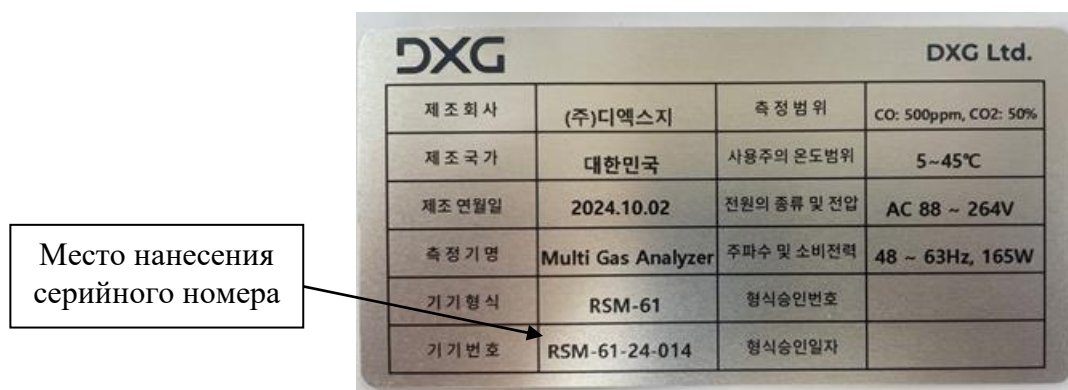 DXG DXG Ltd.
제조회사 (주)디엑스지 측정범위 CO: 500ppm, CO2: 50%
제조국가 대한민국 사용주의 온도범위 5~45℃
제조 연월일 2024.10.02 전원의 종류 및 전압 AC 88 ~ 264V
측정기명 Multi Gas Analyzer 주파수 및 소비전력 48 ~ 63Hz, 165W
기기형식 RSM-61 형식승인번호
기기번호 RSM-61-24-014 형식승인일자
Место нанесения
серийного номера